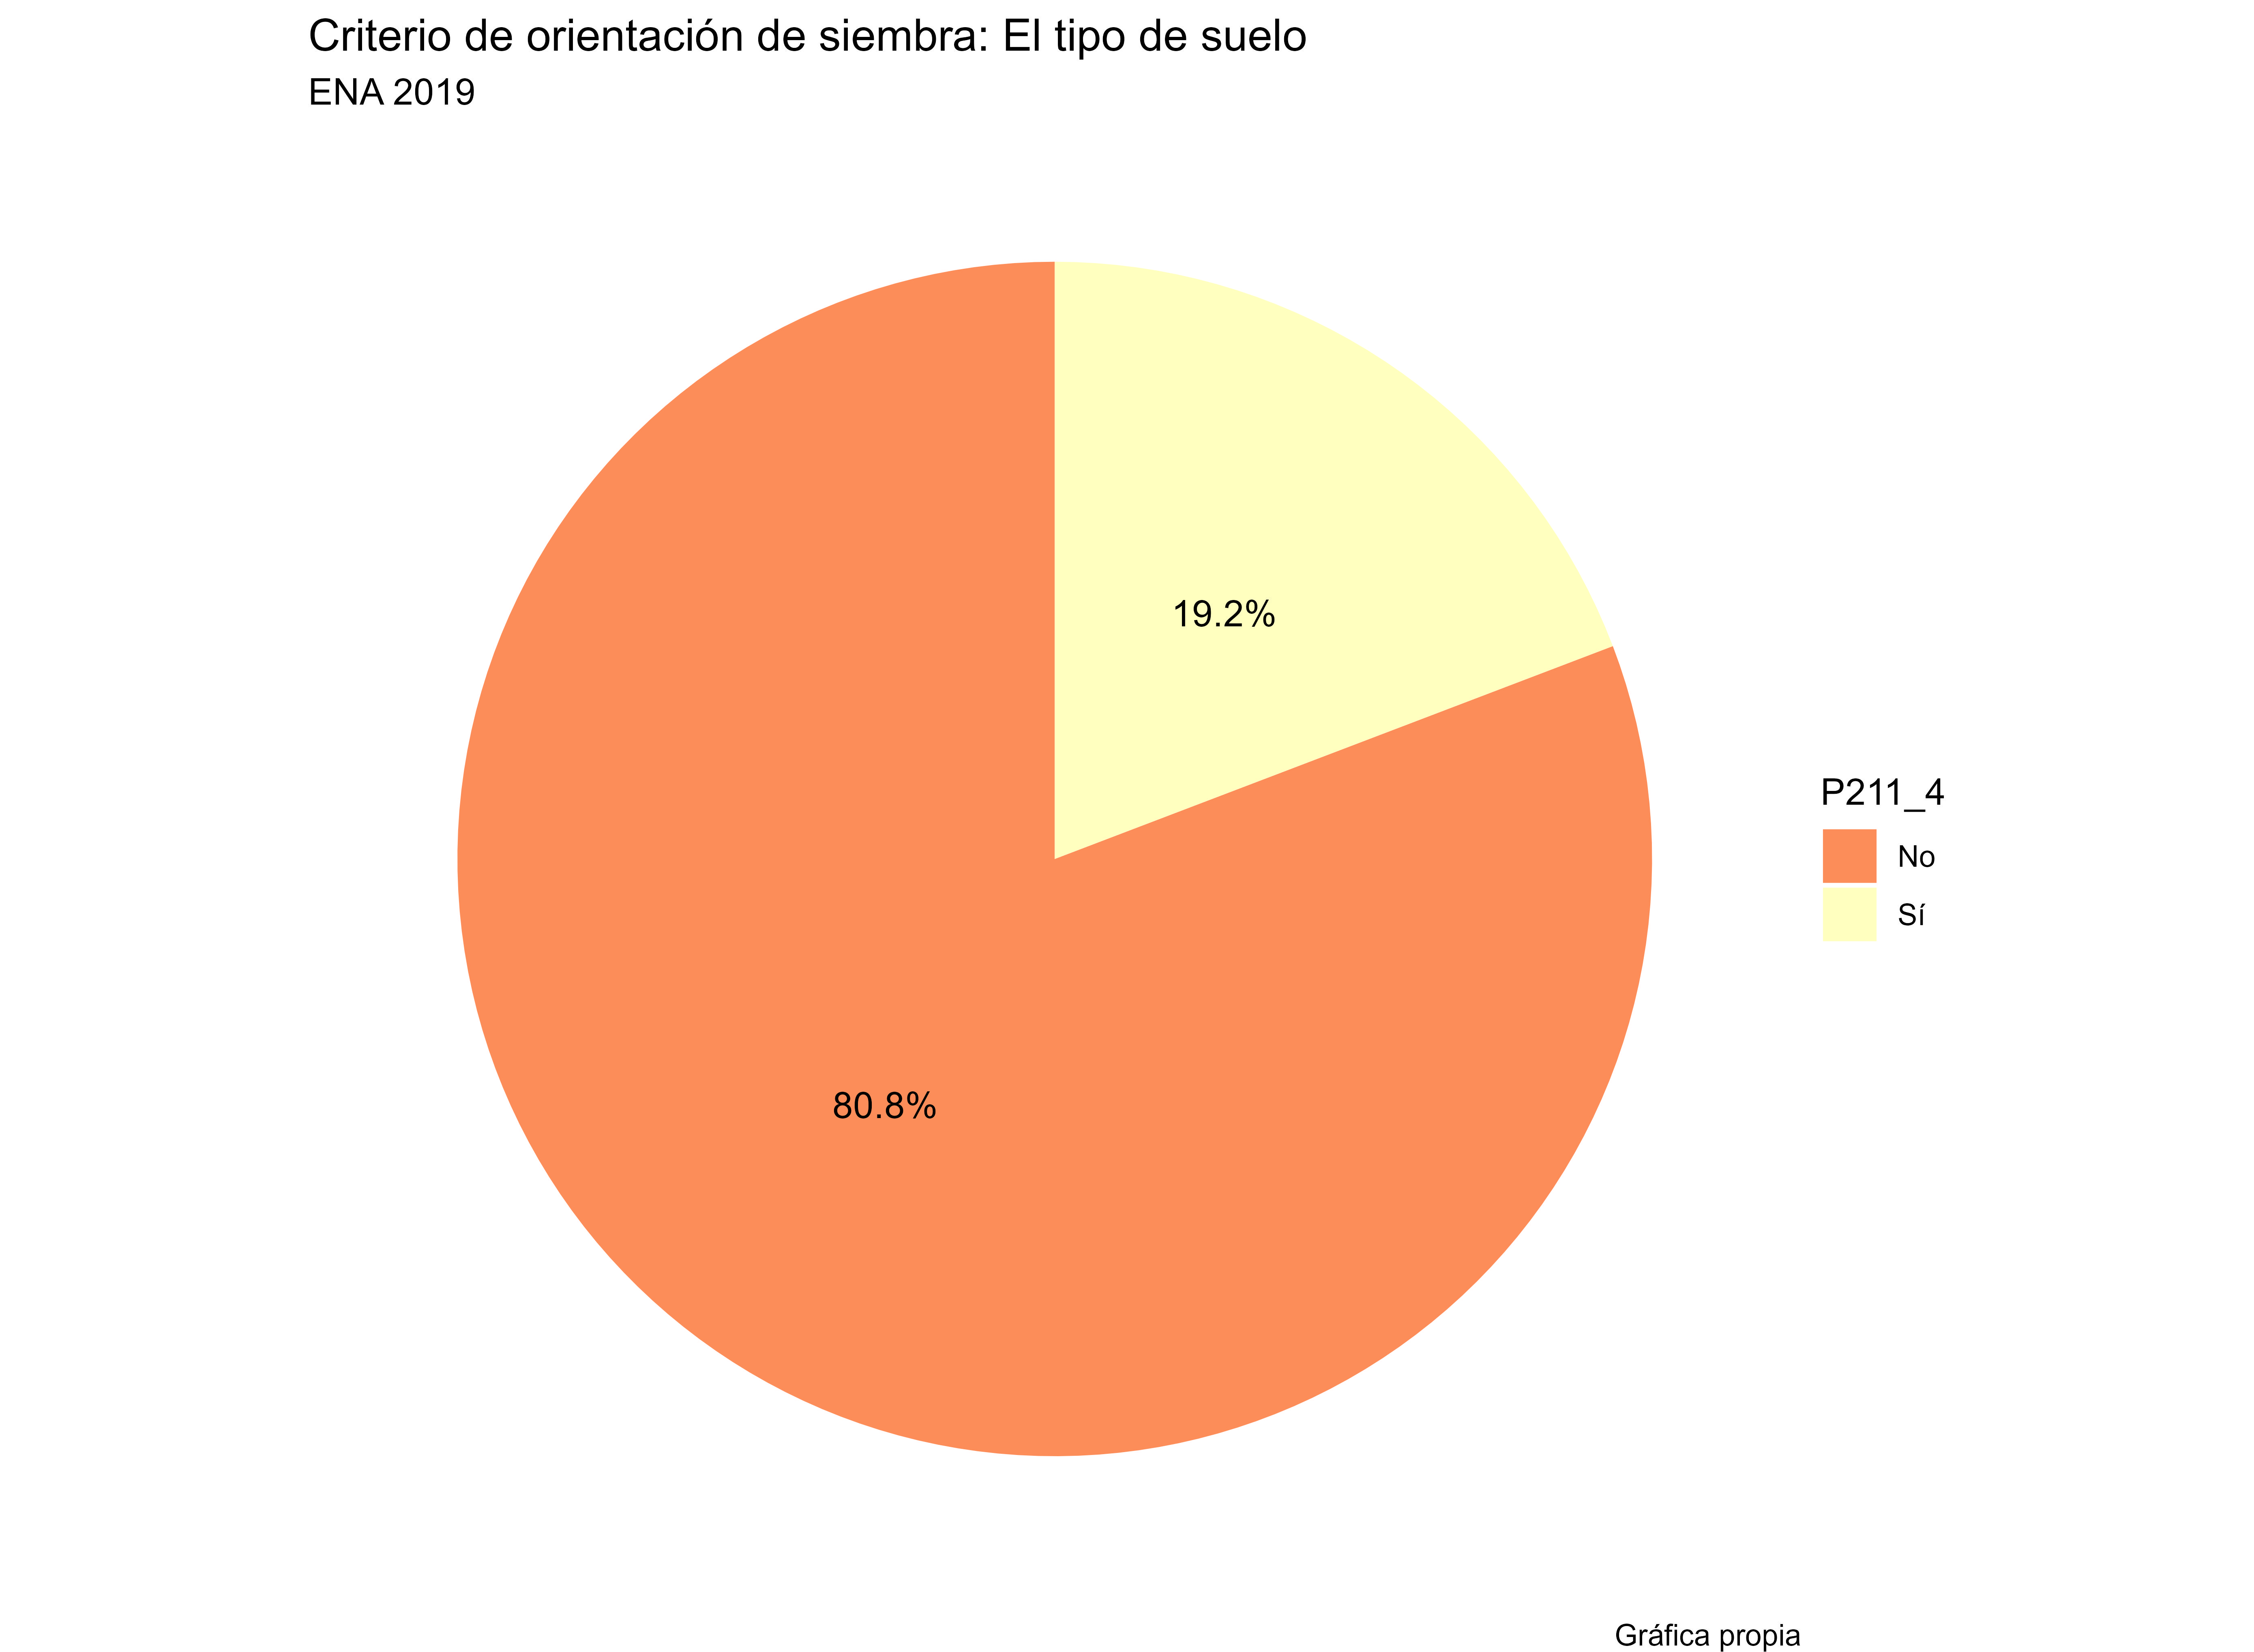 Criterio de orientación de siembra: El tipo de suelo
ENA 2019
19.2%
80.8%
P211_4
No
Sí
Gráfica propia